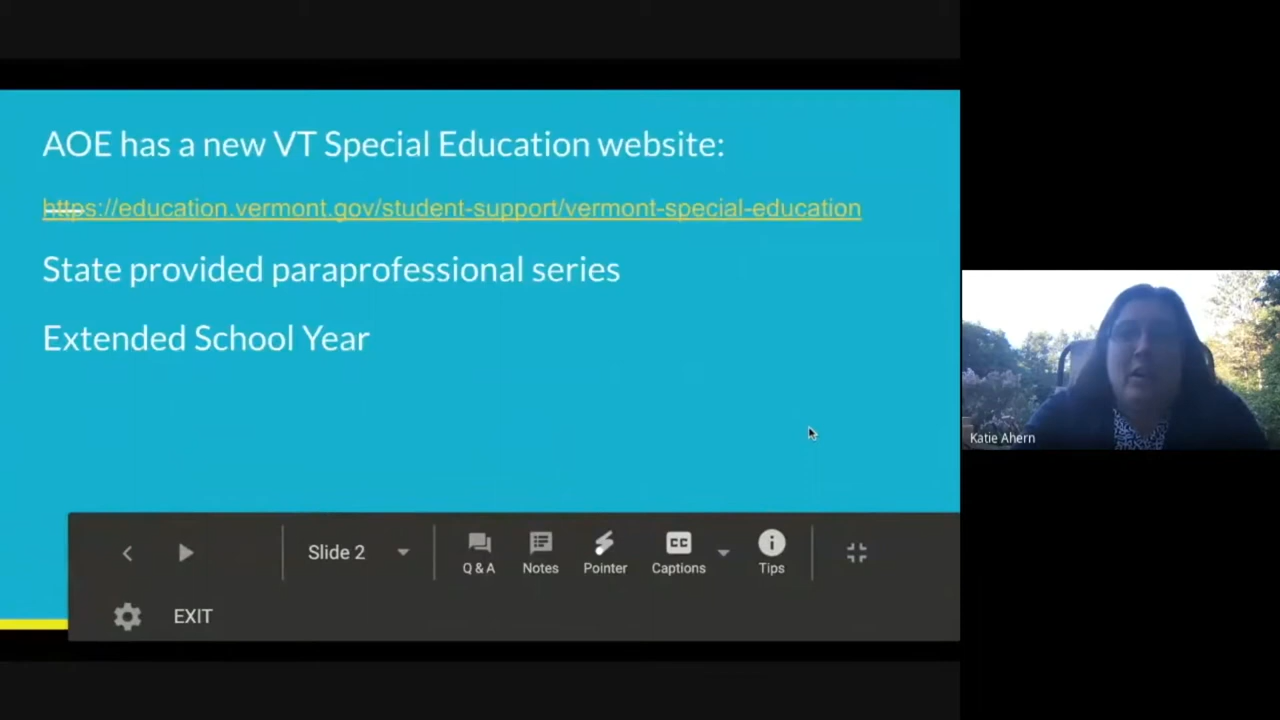 AOE has a new VT Special Education website:
https://education.vermont.gov/student-support/vermont-special-education
State provided paraprofessional series
Extended School Year
Katie Ahern
Slide 2
Q & A
Notes
Pointer
CC
Captions
Tips
EXIT